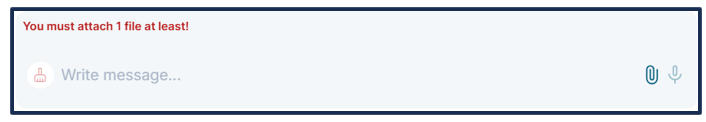 You must attach 1 file at least!
Write message...